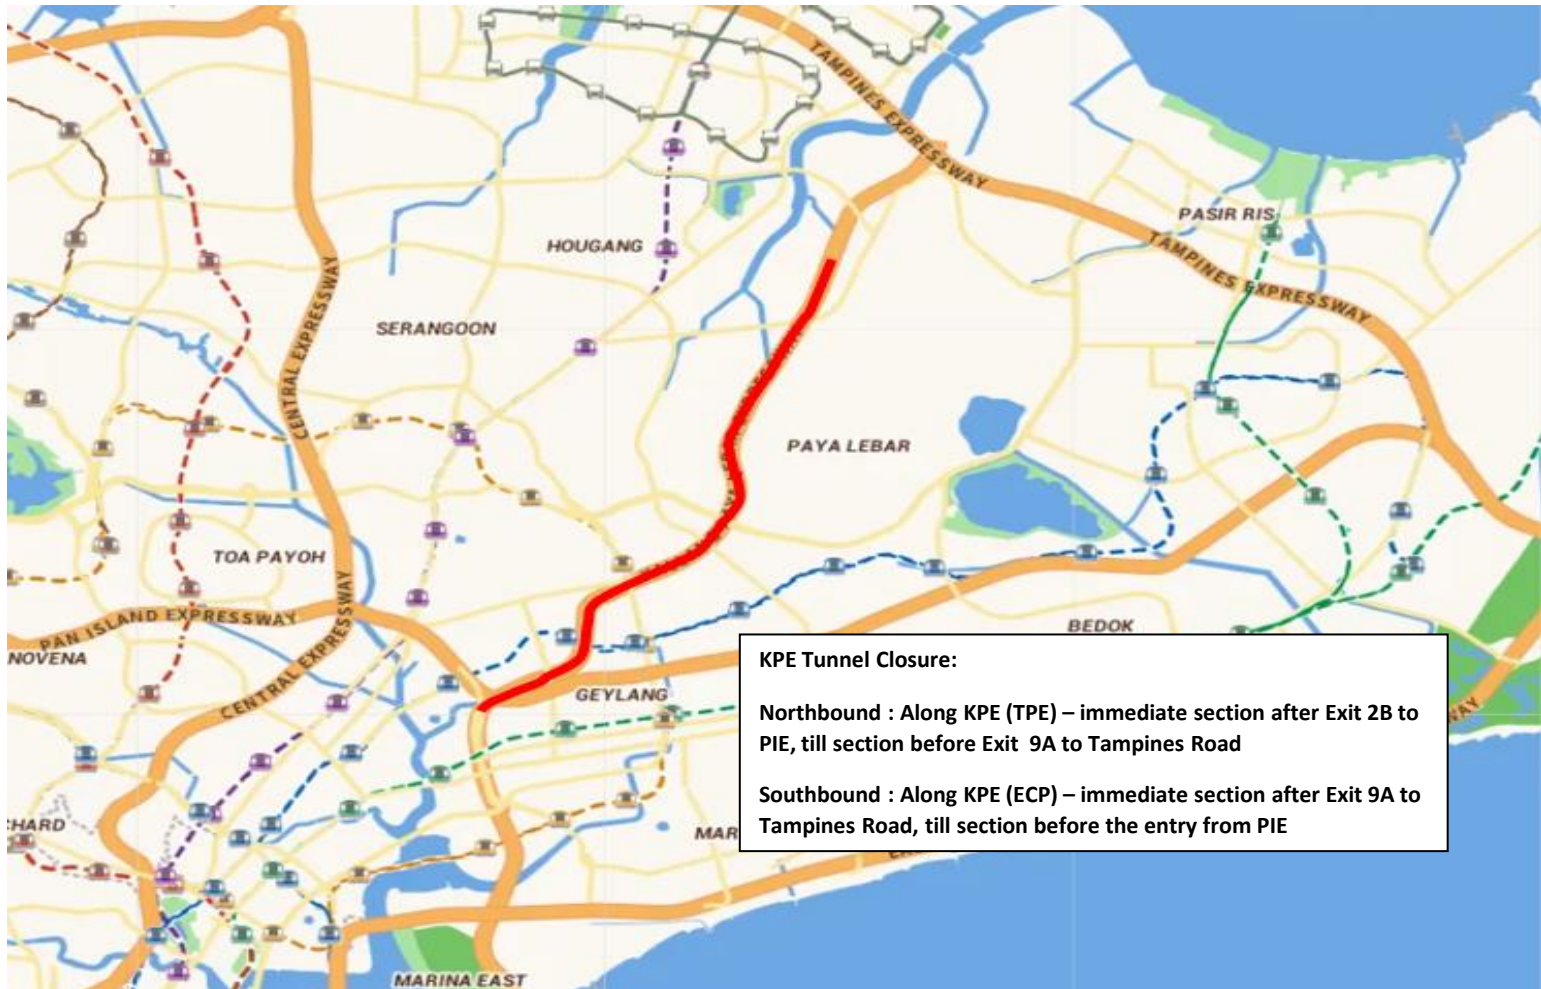 TAMPINES EXPRESSWAY
PASIR RIS
TAMPINES EXPRESSWAY
HOUGANG
CENTRAL EXPRESSWAY
SERANGOON
PAYA LEBAR
TOA PAYOH
PAN ISLAND EXPRESSWAY
CENTRAL EXPRESSWAY
NOVENA
BEDOK
GEYLANG
KPE Tunnel Closure:
Northbound : Along KPE (TPE) – immediate section after Exit 2B to
PIE, till section before Exit 9A to Tampines Road
Southbound : Along KPE (ECP) – immediate section after Exit 9A to
Tampines Road, till section before the entry from PIE
WAY
CHARD
MAR
MARINA EAST